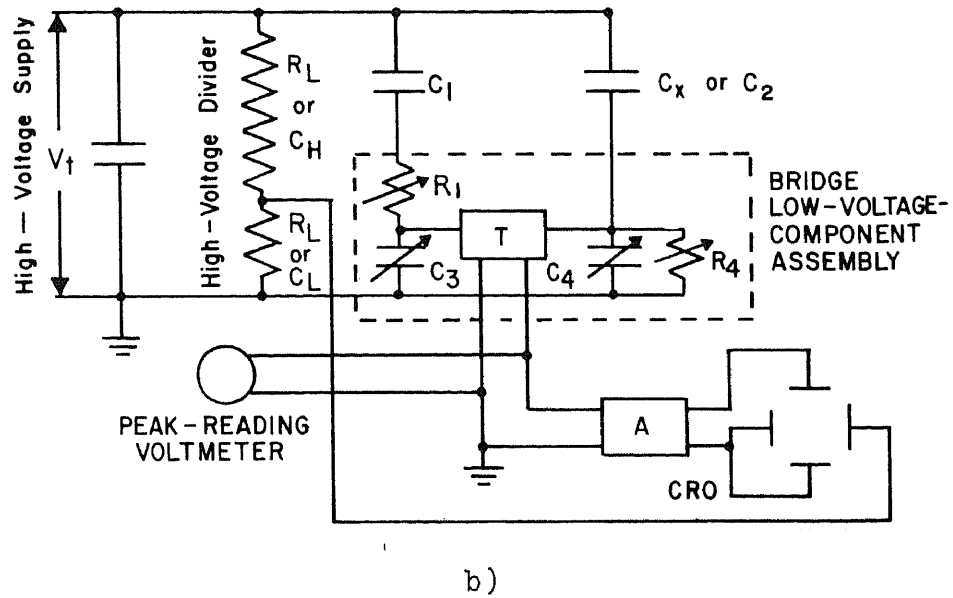 High-Voltage Supply
Vt
High-Voltage Divider
RL
or
CH
RL
or
CL
C1
Cx or C2
R1
T
C3
C4
R4
BRIDGE
LOW-VOLTAGE-
COMPONENT
ASSEMBLY
PEAK-READING
VOLTMETER
A
CRO
b)